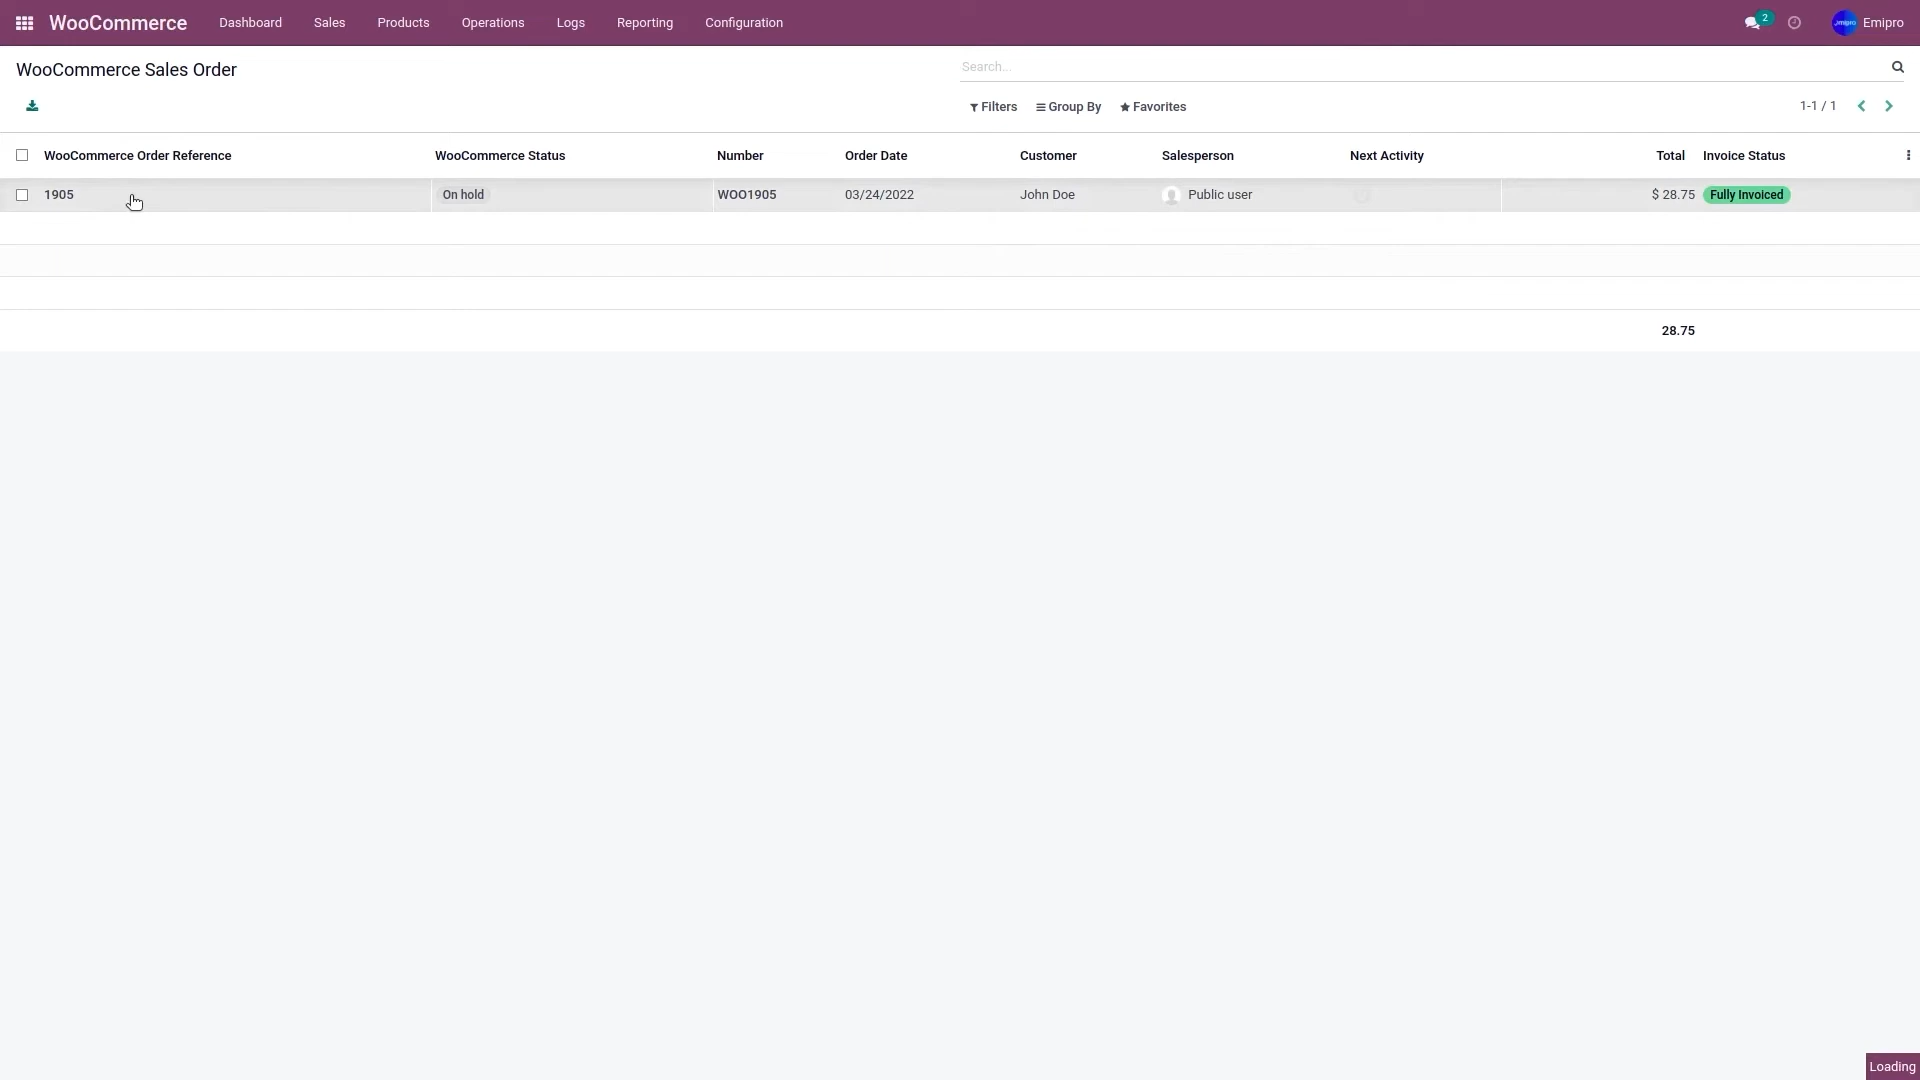 WooCommerce Dashboard Sales Products Operations Logs Reporting Configuration 2 Emipro
WooCommerce Sales Order Search...
Filters Group By Favorites 1-1 / 1
WooCommerce Order Reference WooCommerce Status Number Order Date Customer Salesperson Next Activity Total Invoice Status
1905 On hold WOO1905 03/24/2022 John Doe Public user $ 28.75 Fully Invoiced
28.75
Loading